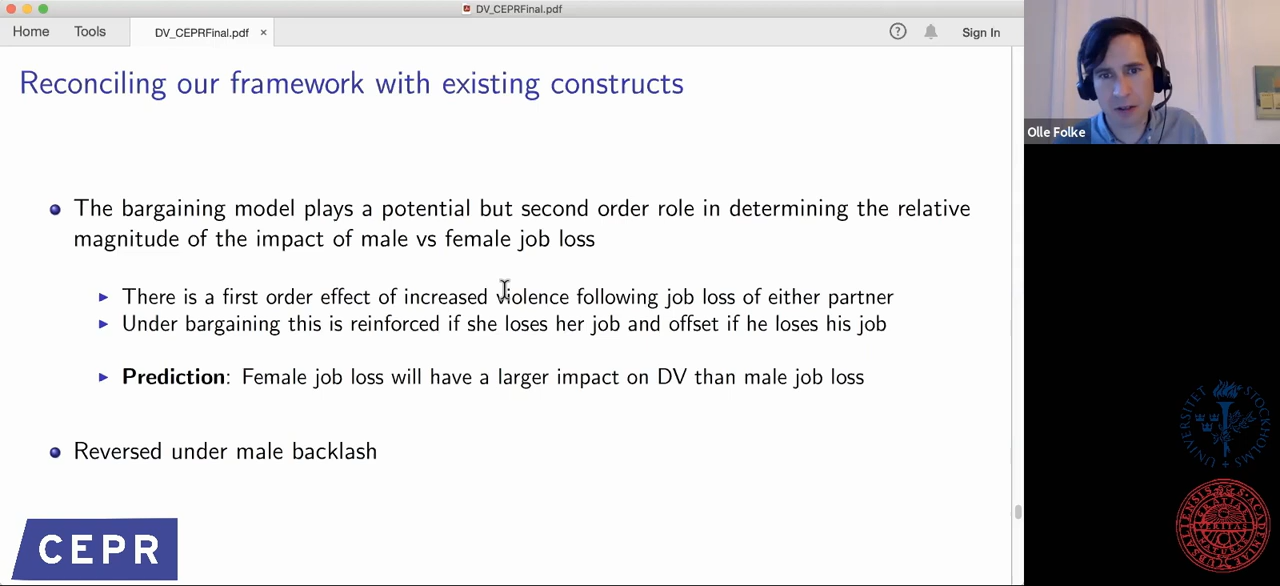 DV_CEPRFinal.pdf
Home Tools DV_CEPRFinal.pdf × ? Sign In
Reconciling our framework with existing constructs
Olle Folke
The bargaining model plays a potential but second order role in determining the relative
magnitude of the impact of male vs female job loss
There is a first order effect of increased violence following job loss of either partner
Under bargaining this is reinforced if she loses her job and offset if he loses his job
Prediction: Female job loss will have a larger impact on DV than male job loss
Reversed under male backlash
CEPR